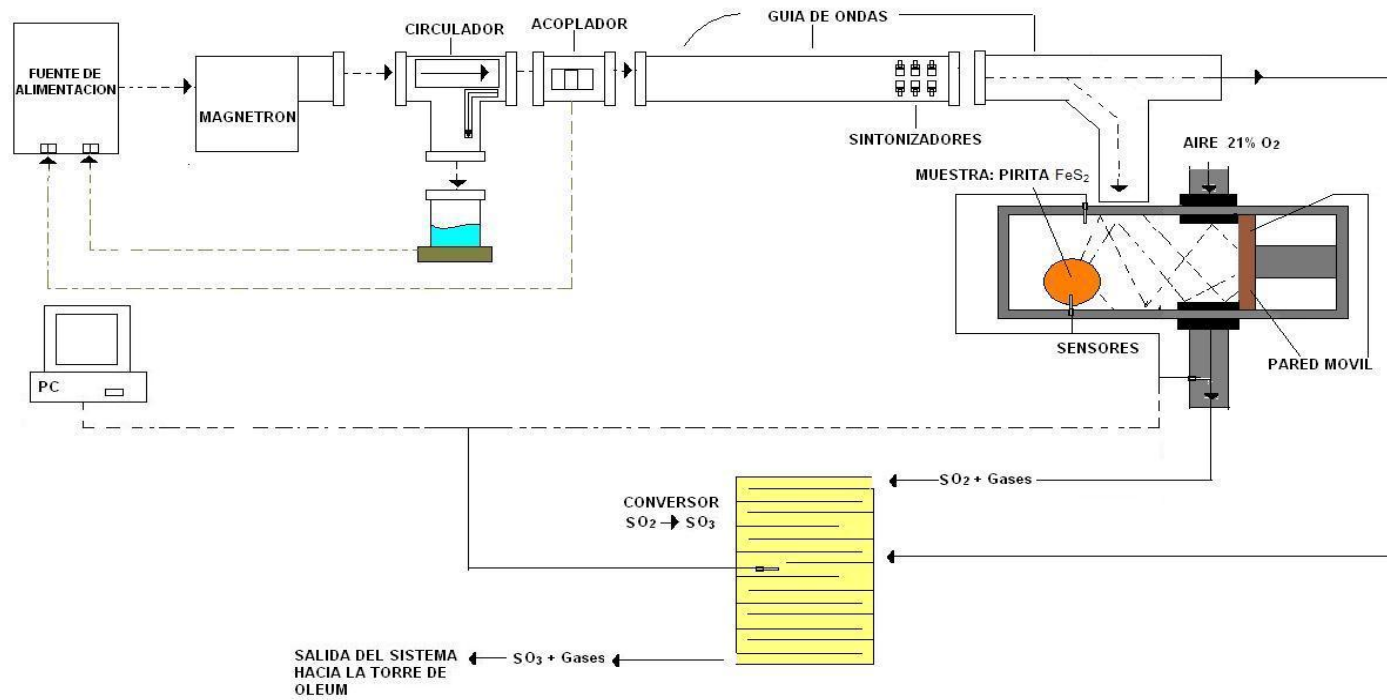 GUIA DE ONDAS
ACOPLADOR
CIRCULADOR
FUENTE DE
ALIMENTACION
MAGNETRON
SINTONIZADORES
AIRE 21% O2
MUESTRA: PIRITA FeS2
SENSORES
PARED MOVIL
PC
SO2 + Gases
CONVERSOR
SO2 → SO3
SALIDA DEL SISTEMA
HACIA LA TORRE DE
OLEUM
SO3 + Gases